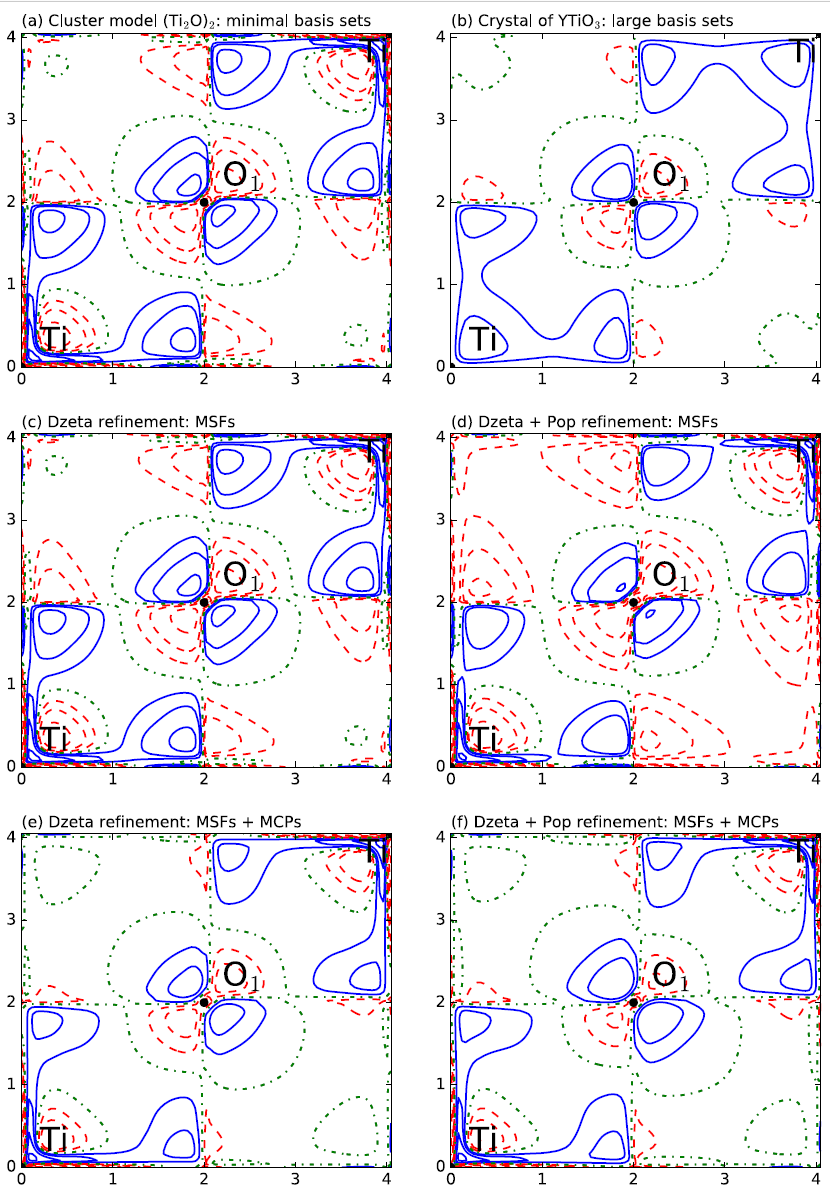 (a) Cluster model (Ti₂O)₂: minimal basis sets
(b) Crystal of YTiO₃: large basis sets
4
Ti
3
2
O₁
1
Ti
0
0 1 2 3 4
4
Ti
3
2
O₁
1
Ti
0
0 1 2 3 4
(c) Dzeta refinement: MSFs
(d) Dzeta + Pop refinement: MSFs
4
Ti
3
2
O₁
1
Ti
0
0 1 2 3 4
4
Ti
3
2
O₁
1
Ti
0
0 1 2 3 4
(e) Dzeta refinement: MSFs + MCPs
(f) Dzeta + Pop refinement: MSFs + MCPs
4
Ti
3
2
O₁
1
Ti
0
0 1 2 3 4
4
Ti
3
2
O₁
1
Ti
0
0 1 2 3 4